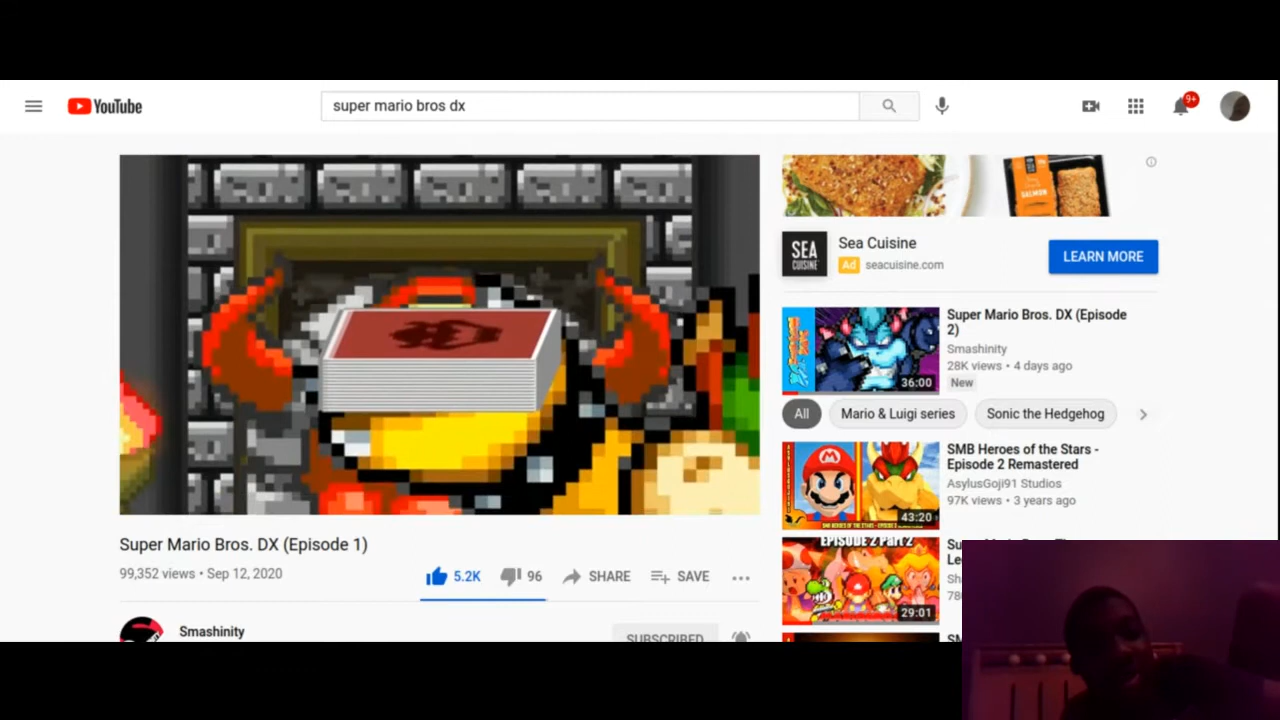 YouTube
super mario bros dx
9+
SALMON
SEA
CUISINE
Sea Cuisine
Ad seacuisine.com
LEARN MORE
Super Mario Bros. DX (Episode
2)
Smashinity
28K views • 4 days ago
New
36:00
All
Mario & Luigi series
Sonic the Hedgehog
SMB Heroes of the Stars -
Episode 2 Remastered
AsylusGoji91 Studios
97K views • 3 years ago
43:20
EPISODE 2 Part 2
29:01
Super Mario Bros. DX (Episode 1)
99,352 views • Sep 12, 2020
5.2K
96
SHARE
SAVE
Smashinity
SUBSCRIBED